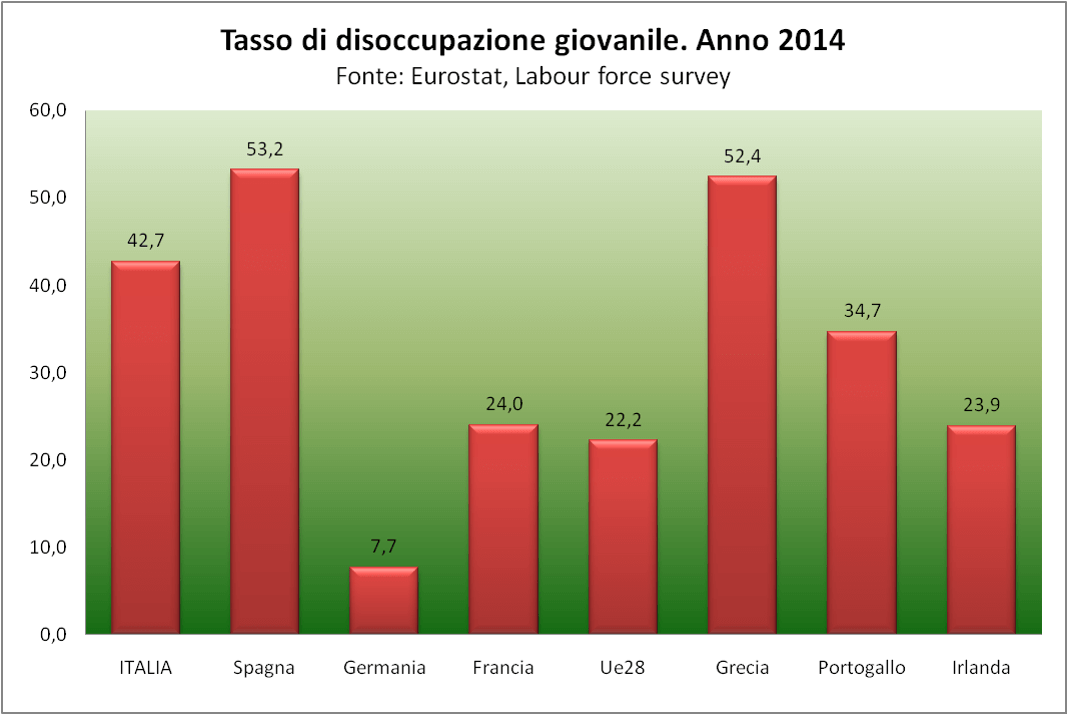 Tasso di disoccupazione giovanile. Anno 2014
Fonte: Eurostat, Labour force survey
60,0
50,0
40,0
30,0
20,0
10,0
0,0
42,7
53,2
7,7
24,0
22,2
52,4
34,7
23,9
ITALIA
Spagna
Germania
Francia
Ue28
Grecia
Portogallo
Irlanda